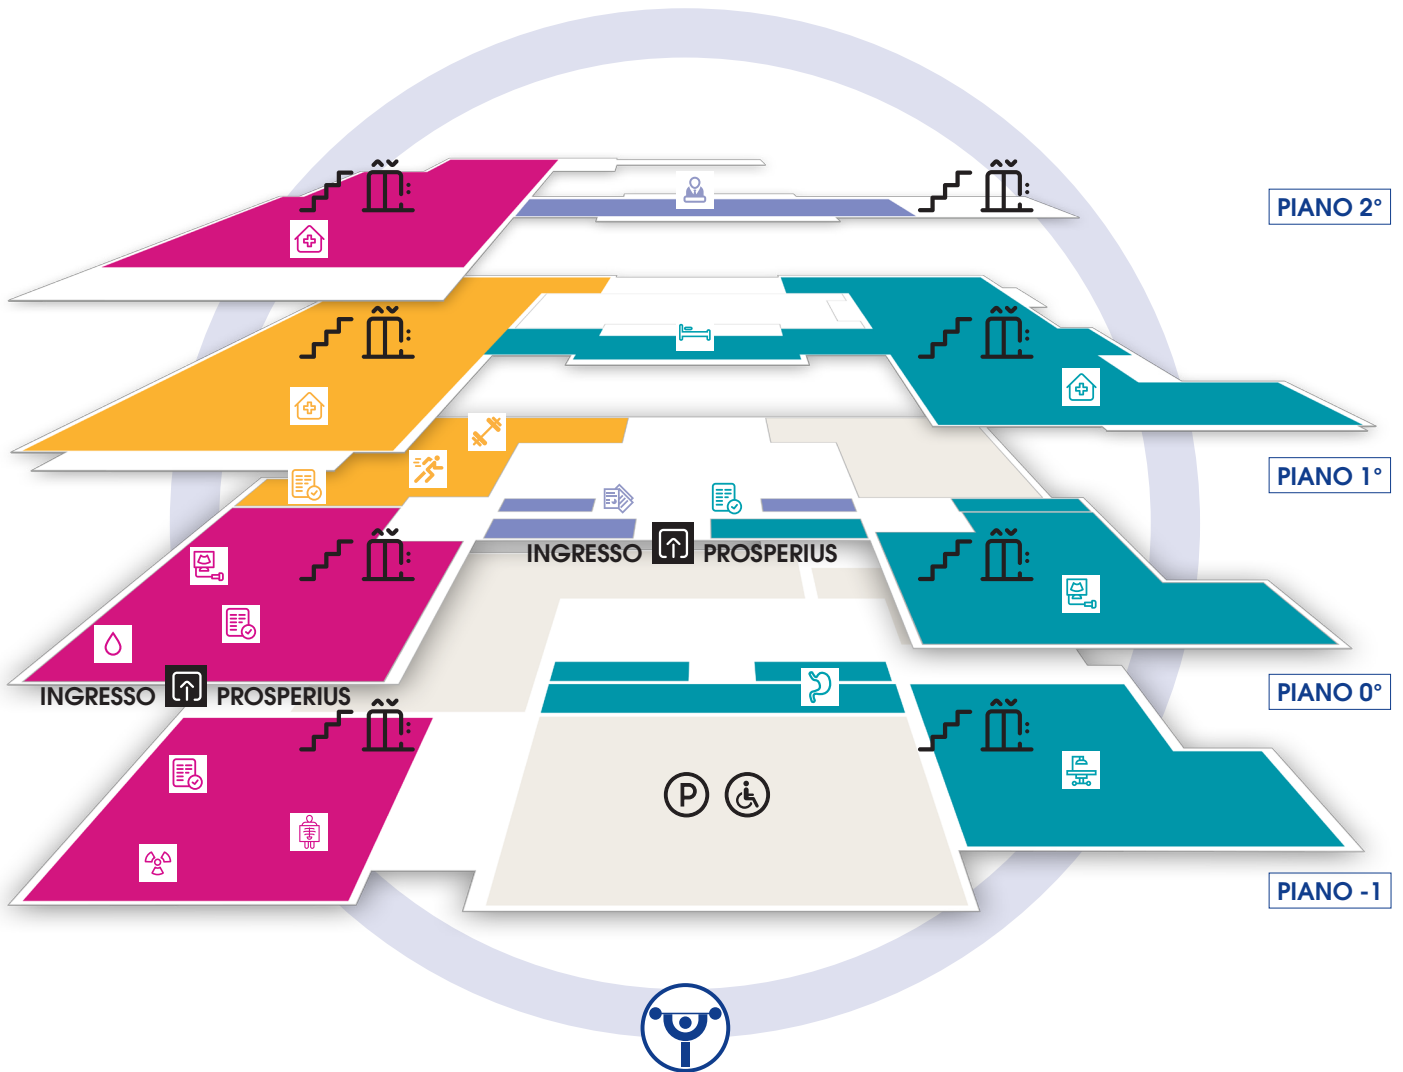 PIANO 2°
PIANO 1°
INGRESSO PROSPERIUS
PIANO 0°
INGRESSO PROSPERIUS
P
PIANO -1